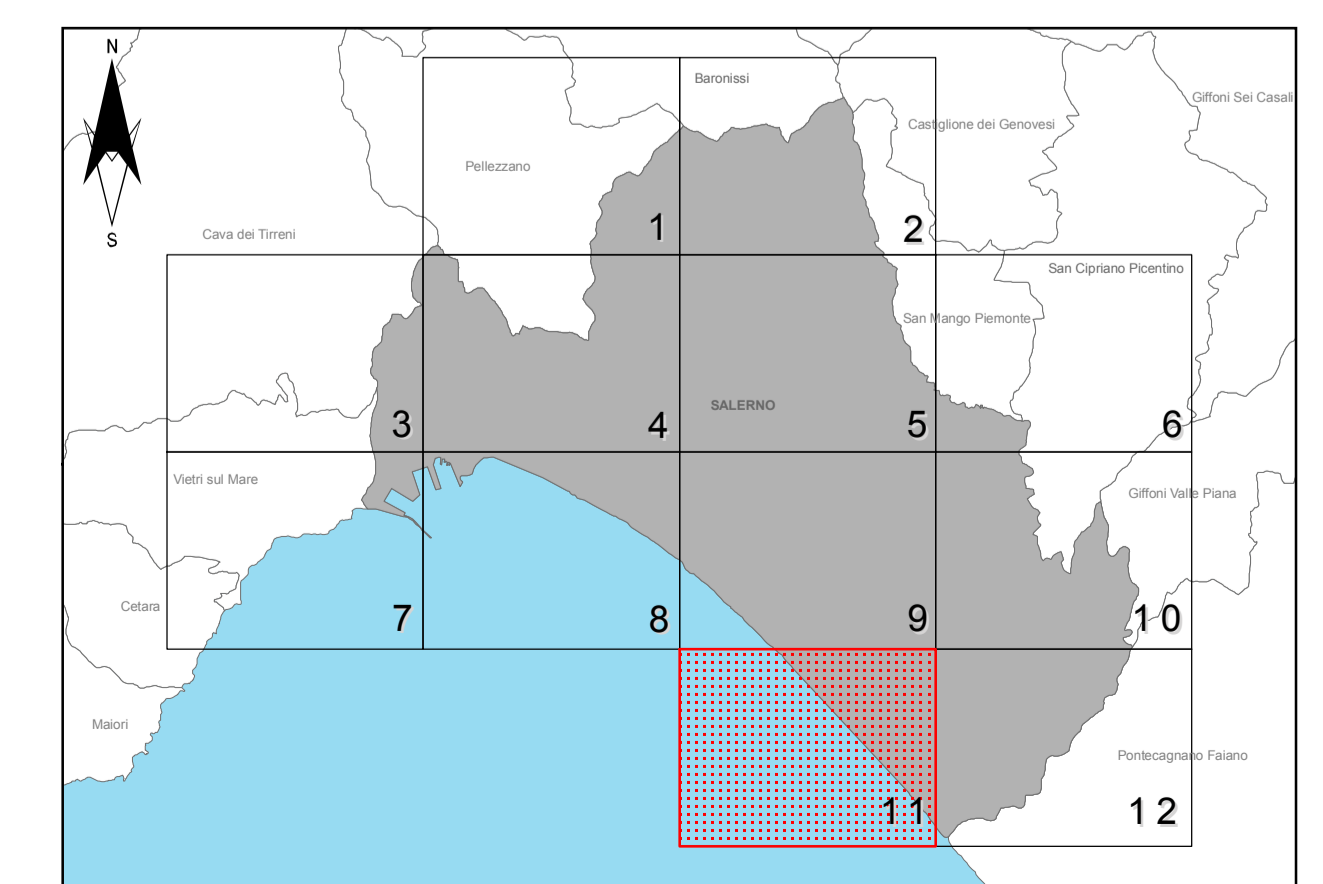 N
Baronissi
Giffoni Sei Casali
Castiglione dei Genovesi
Pellezzano
1
2
S
Cava dei Tirreni
San Cipriano Picentino
San Mango Piemonte
SALERNO
3
4
5
6
Vietri sul Mare
Giffoni Valle Piana
Cetara
7
8
9
10
Maiori
Pontecagnano Faiano
11
12